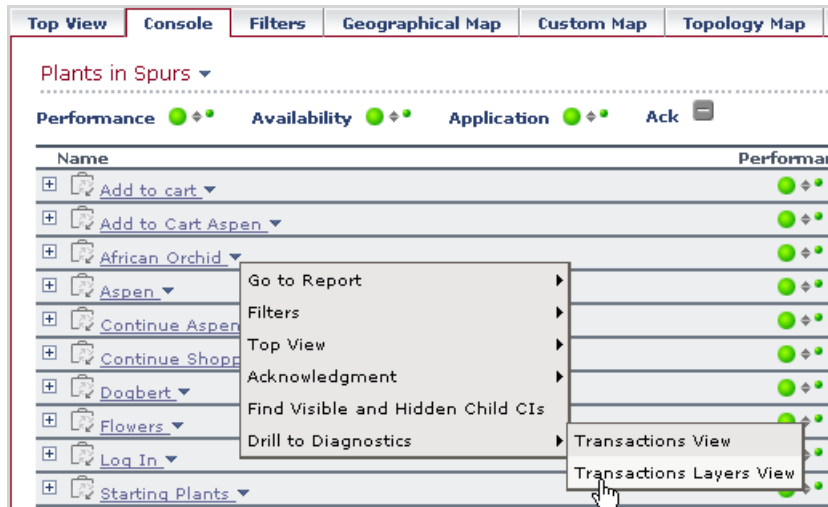 Top View Console Filters Geographical Map Custom Map Topology Map
Plants in Spurs
Performance Availability Application Ack
Name Performa
Add to cart
Add to Cart Aspen
African Orchid
Aspen
Continue Aspen
Continue Shopp
Dogbert
Flowers
Log In
Starting Plants
Go to Report
Filters
Top View
Acknowledgment
Find Visible and Hidden Child CIs
Drill to Diagnostics
Transactions View
Transactions Layers View